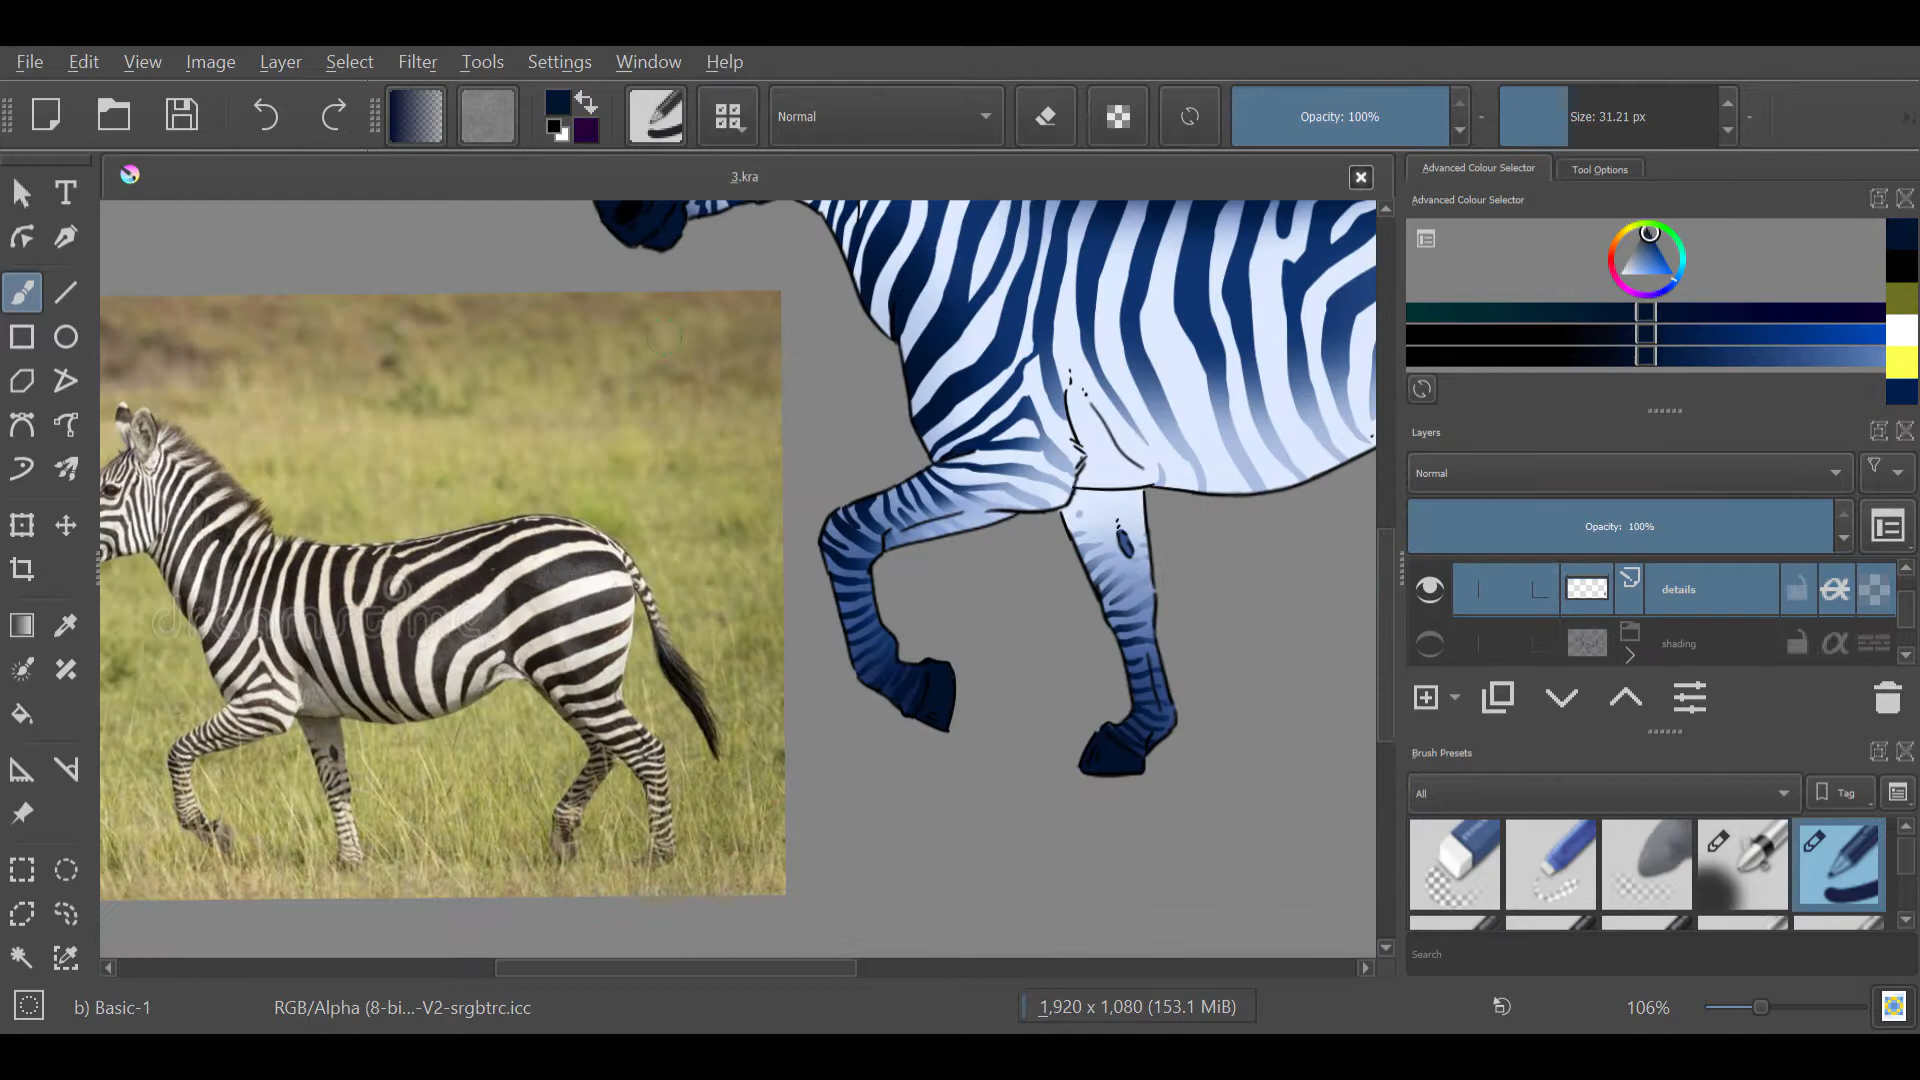 File Edit View Image Layer Select Filter Tools Settings Window Help
Normal
Opacity: 100%
Size: 31.21 px
3.kra
Advanced Colour Selector
Tool Options
Advanced Colour Selector
Layers
Normal
Opacity: 100%
details
shading
Brush Presets
All
Tag
Search
dreamstime
b) Basic-1
RGB/Alpha (8-bi...-V2-srgbtrc.icc
1,920 x 1,080 (153.1 MiB)
106%